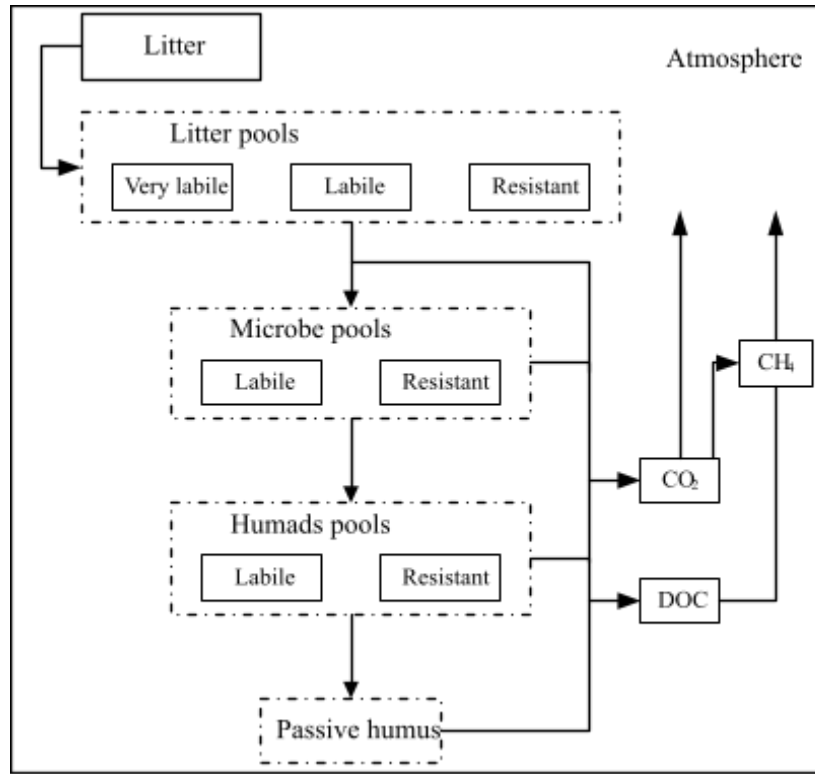 Litter
Atmosphere
Litter pools
Very labile
Labile
Resistant
Microbe pools
Labile
Resistant
CH₄
CO₂
Humads pools
Labile
Resistant
DOC
Passive humus